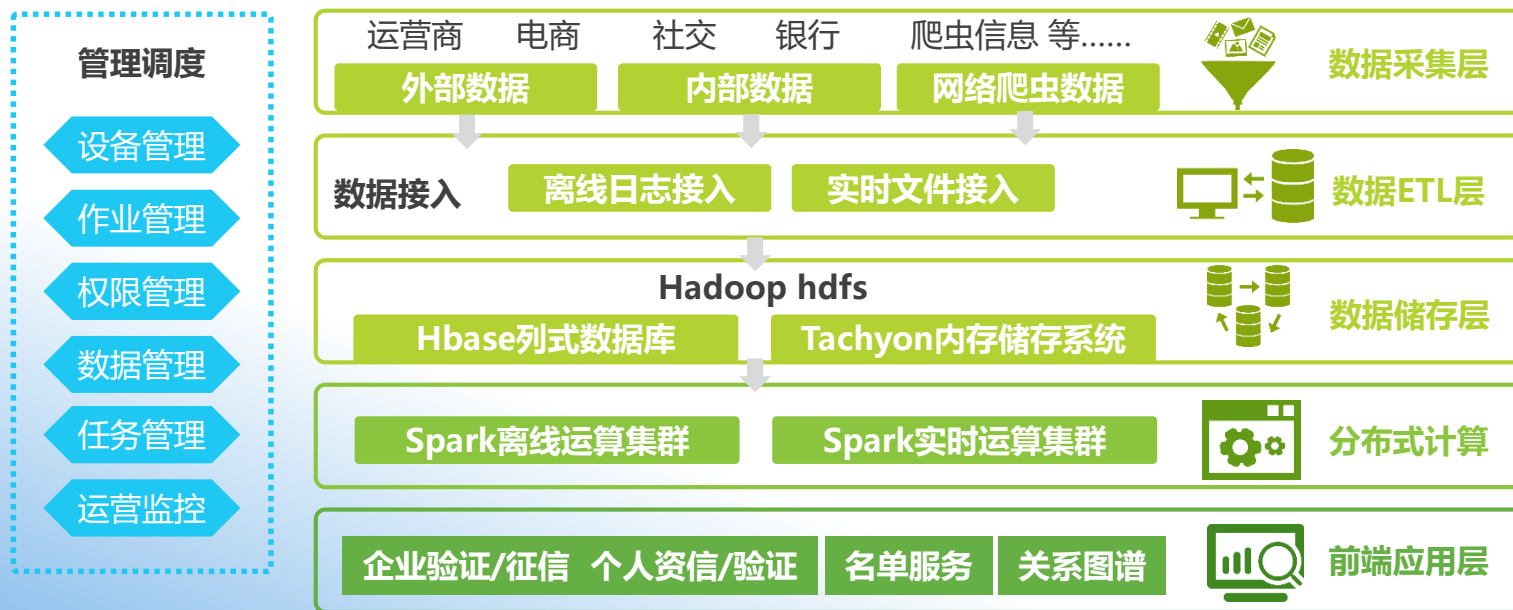 管理调度
设备管理
作业管理
权限管理
数据管理
任务管理
运营监控
运营商 电商 社交 银行 爬虫信息 等......
外部数据 内部数据 网络爬虫数据
数据采集层
数据接入 离线日志接入 实时文件接入
数据ETL层
Hadoop hdfs
Hbase列式数据库 Tachyon内存储存系统
数据储存层
Spark离线运算集群 Spark实时运算集群
分布式计算
企业验证/征信 个人资信/验证 名单服务 关系图谱
前端应用层